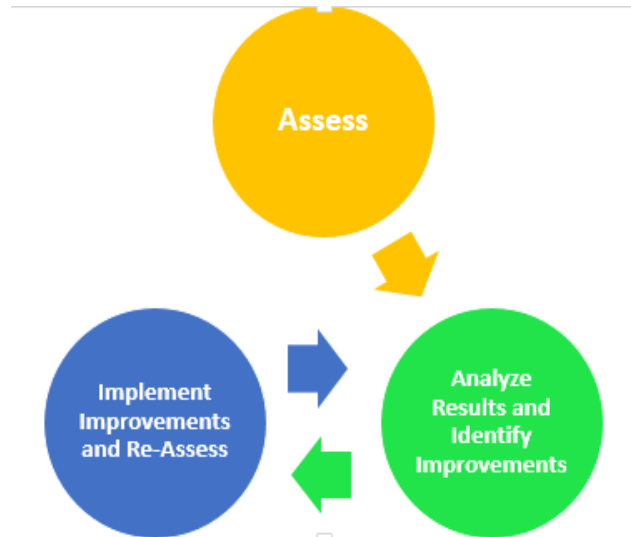 Assess
Implement
Improvements
and Re-Assess
Analyze
Results and
Identify
Improvements